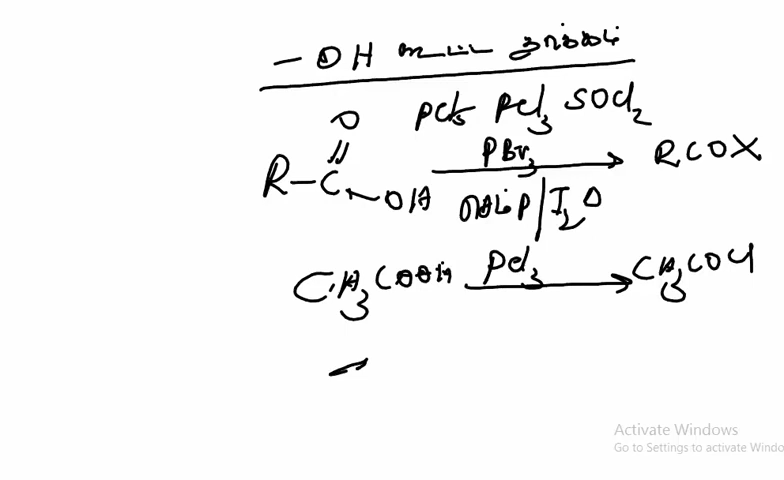 – OH
PCl5 PCl3 SOCl2
O
R–C OH PBr3 RCOX
P/I2 Δ
CH3COOH PCl3 CH3COCl
Activate Windows
Go to Settings to activate Windo